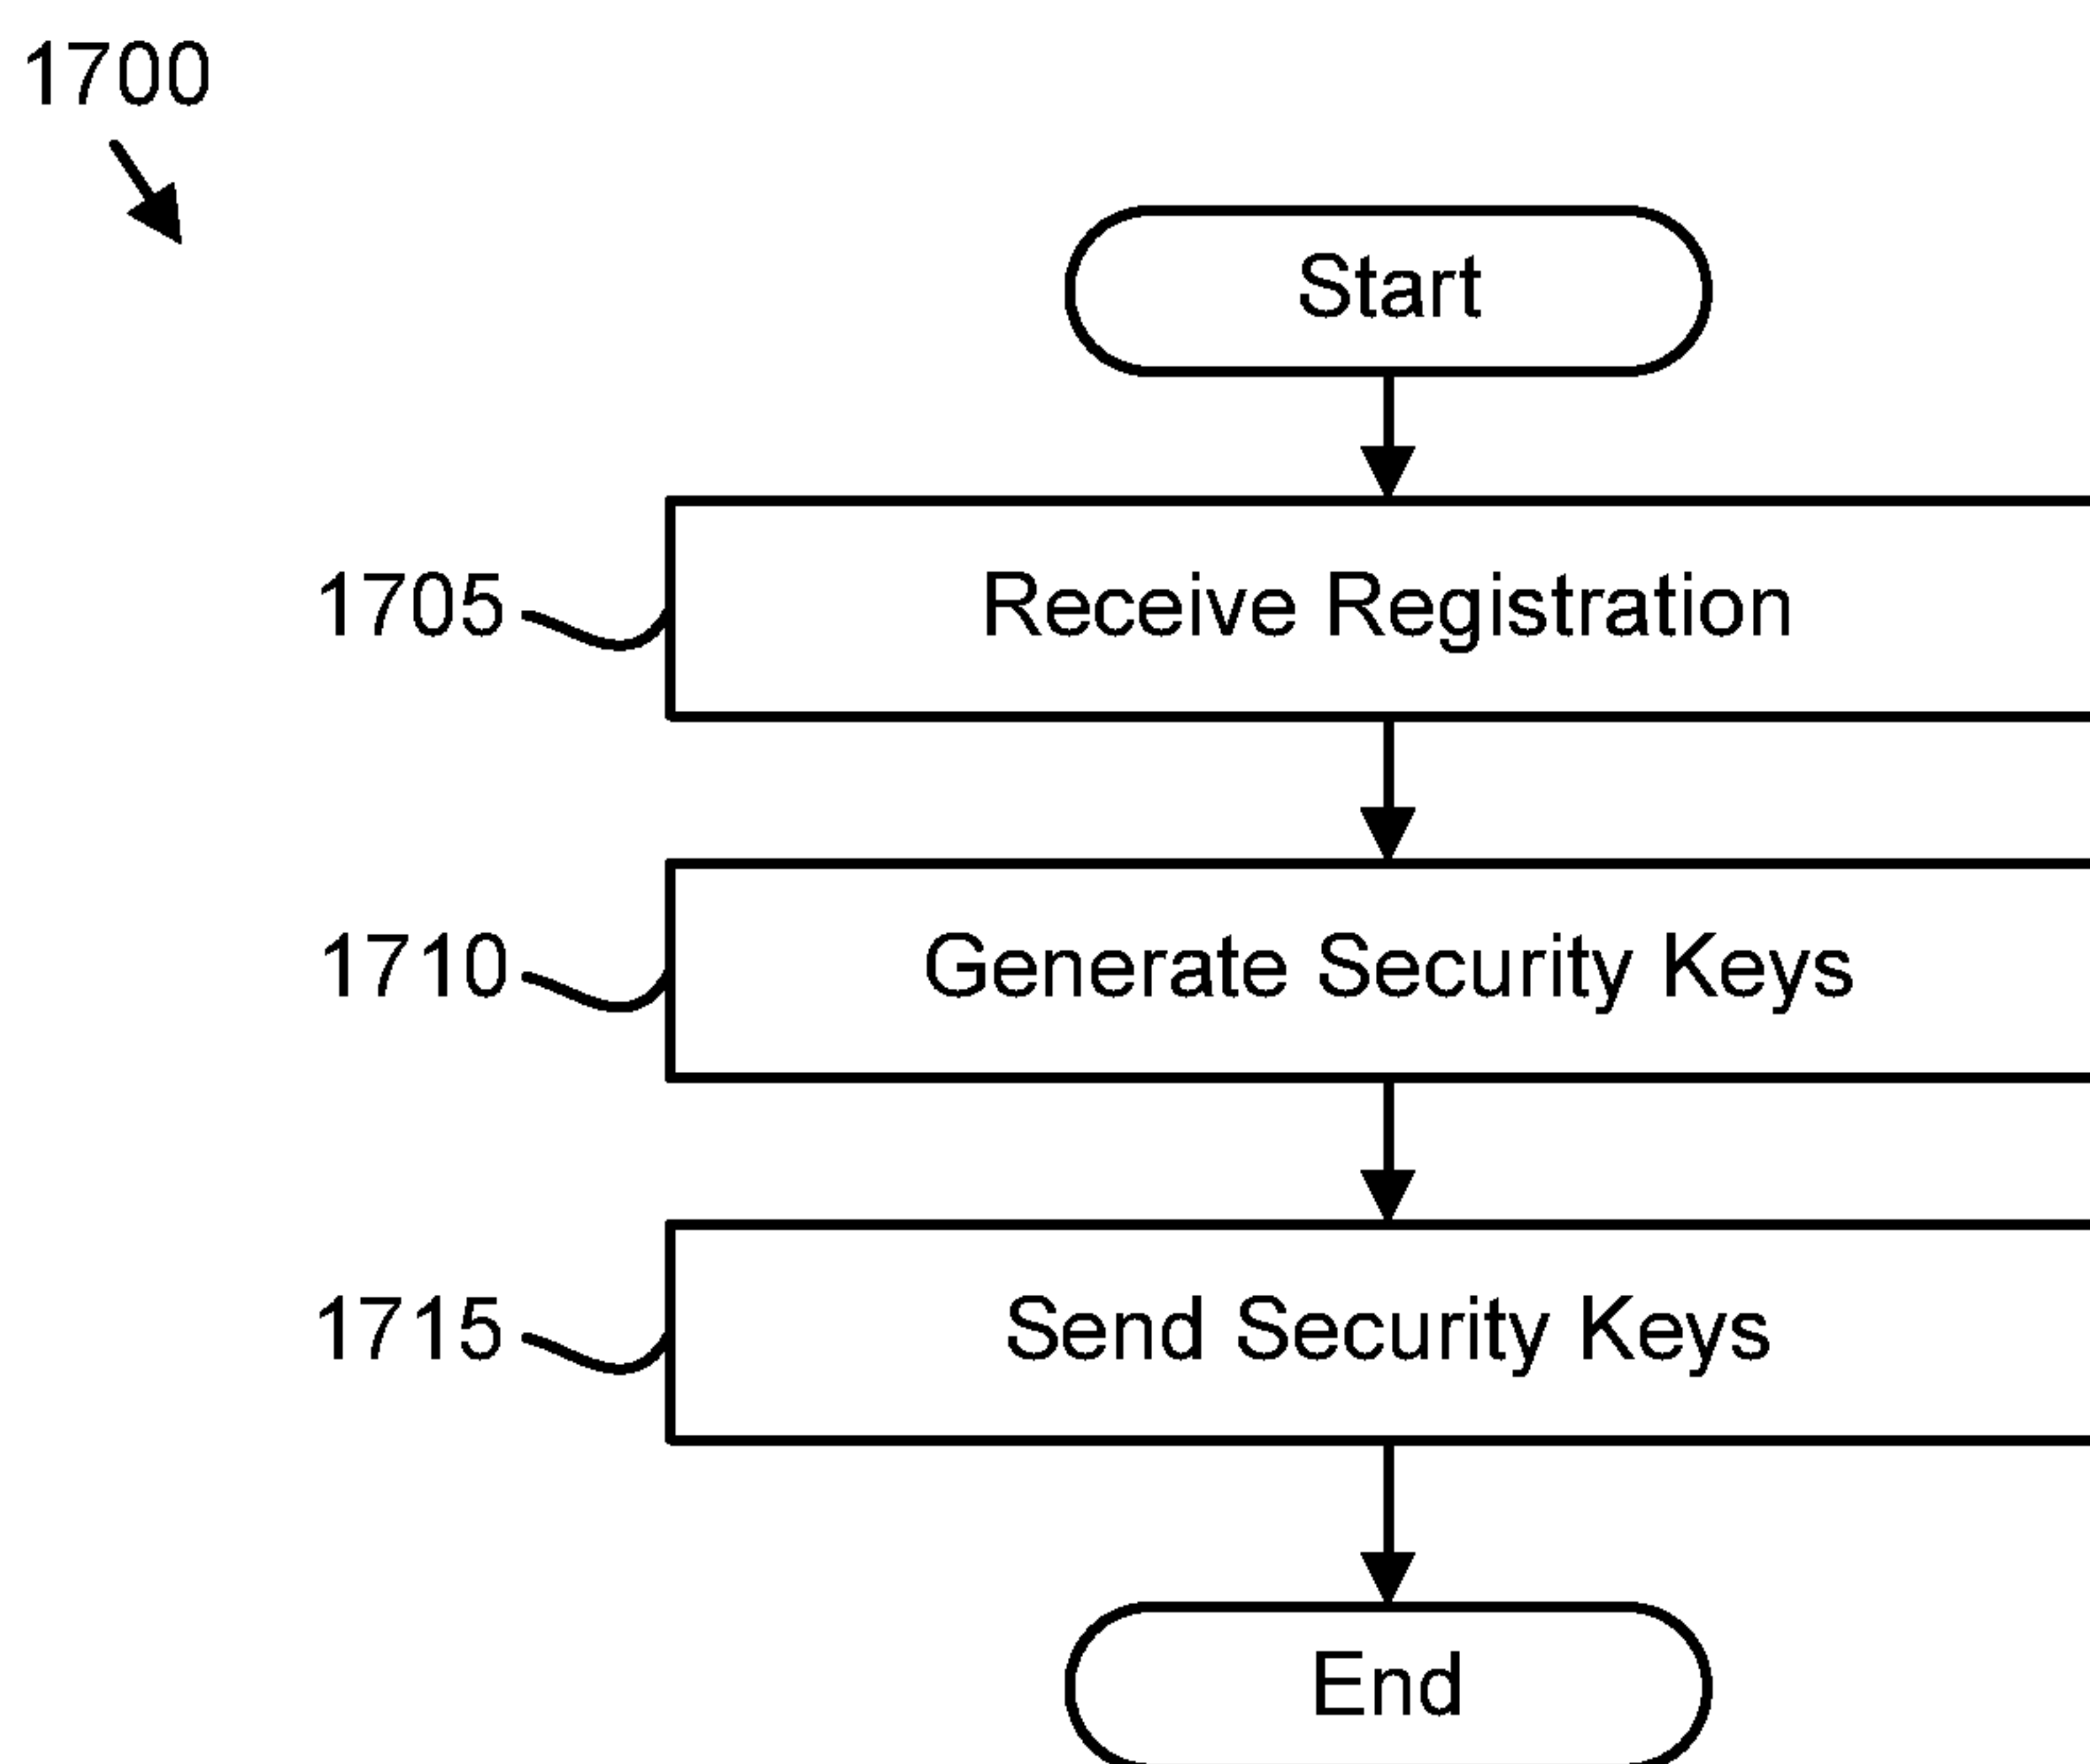 1700
Start
1705 Receive Registration
1710 Generate Security Keys
1715 Send Security Keys
End